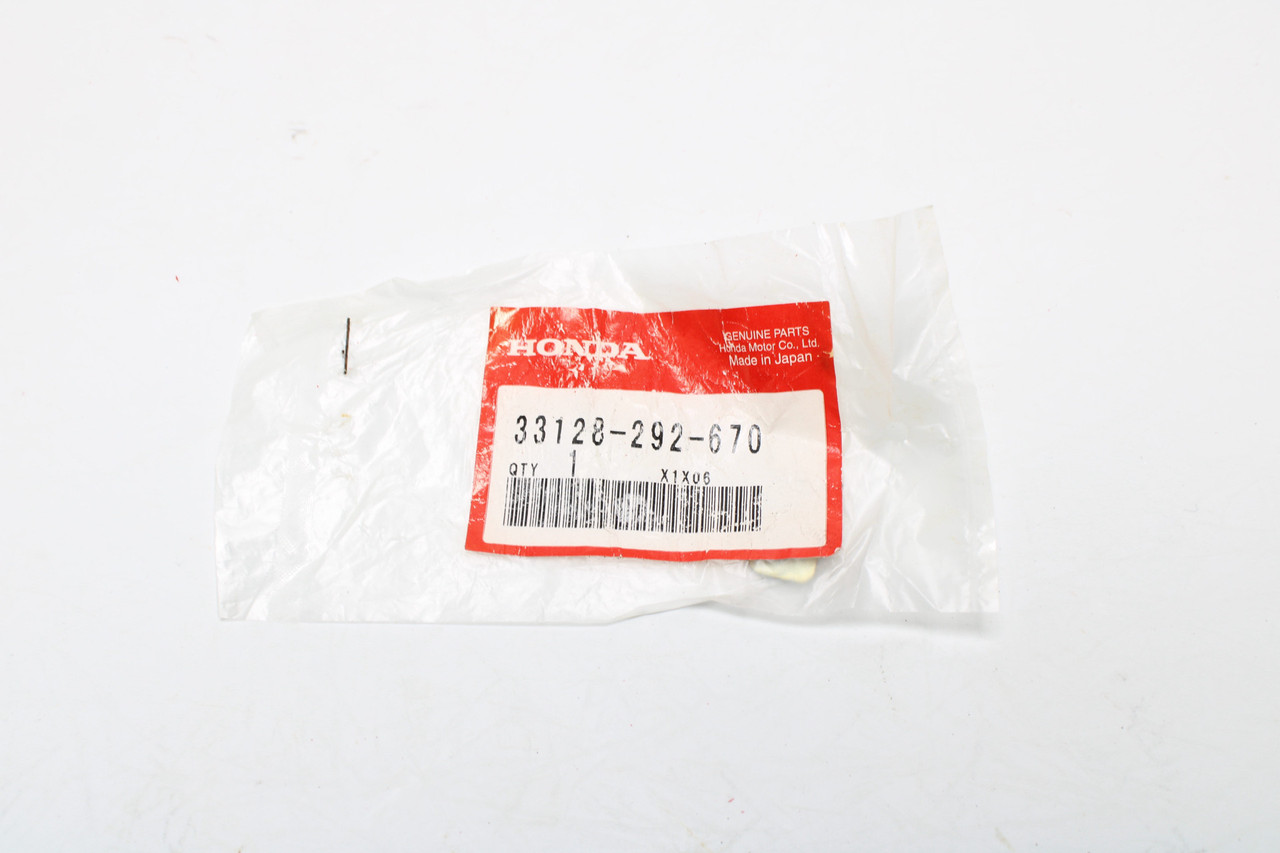 HONDA
GENUINE PARTS
Honda Motor Co., Ltd.
Made in Japan
33128-292-670
QTY 1 X1X06